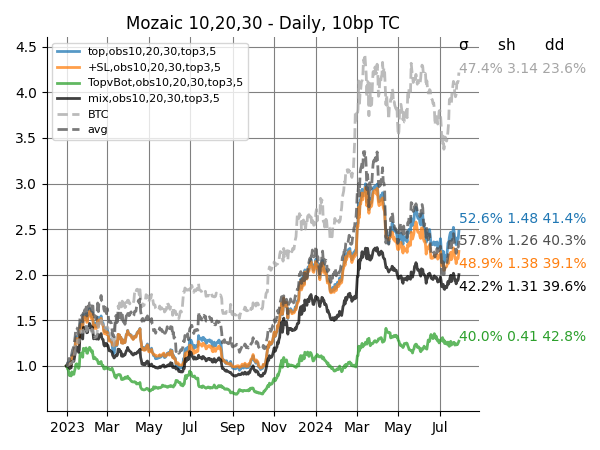 Mozaic 10,20,30 - Daily, 10bp TC
σ sh dd
top,obs10,20,30,top3,5
+SL,obs10,20,30,top3,5
TopvBot,obs10,20,30,top3,5
mix,obs10,20,30,top3,5
BTC
avg
47.4% 3.14 23.6%
52.6% 1.48 41.4%
57.8% 1.26 40.3%
48.9% 1.38 39.1%
42.2% 1.31 39.6%
40.0% 0.41 42.8%
4.5
4.0
3.5
3.0
2.5
2.0
1.5
1.0
2023 Mar May Jul Sep Nov 2024 Mar May Jul